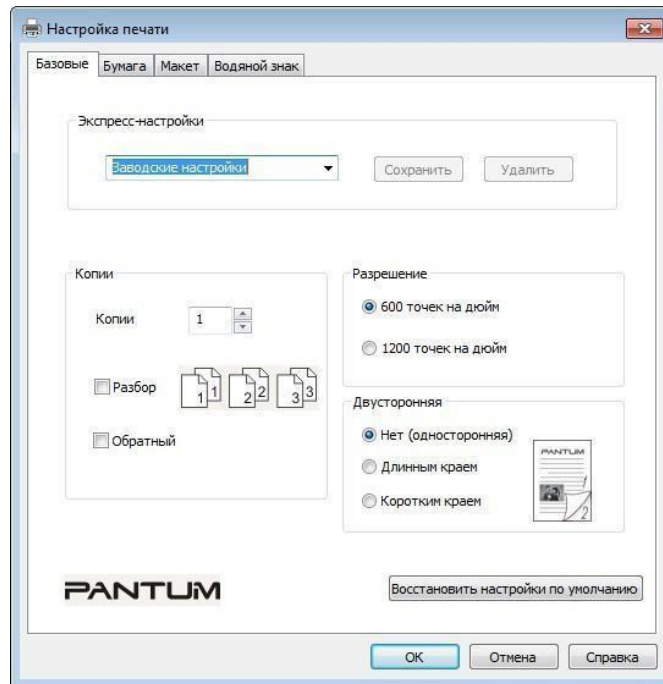 Настройка печати
Базовые Бумага Макет Водяной знак
Экспресс-настройки
Заводские настройки Сохранить Удалить
Копии
Копии 1
Разбор 1 1 2 2 3 3
Обратный
Разрешение
600 точек на дюйм
1200 точек на дюйм
Двусторонняя
Нет (односторонняя)
Длинным краем
Коротким краем
PANTUM
1
2
PANTUM
Восстановить настройки по умолчанию
OK Отмена Справка